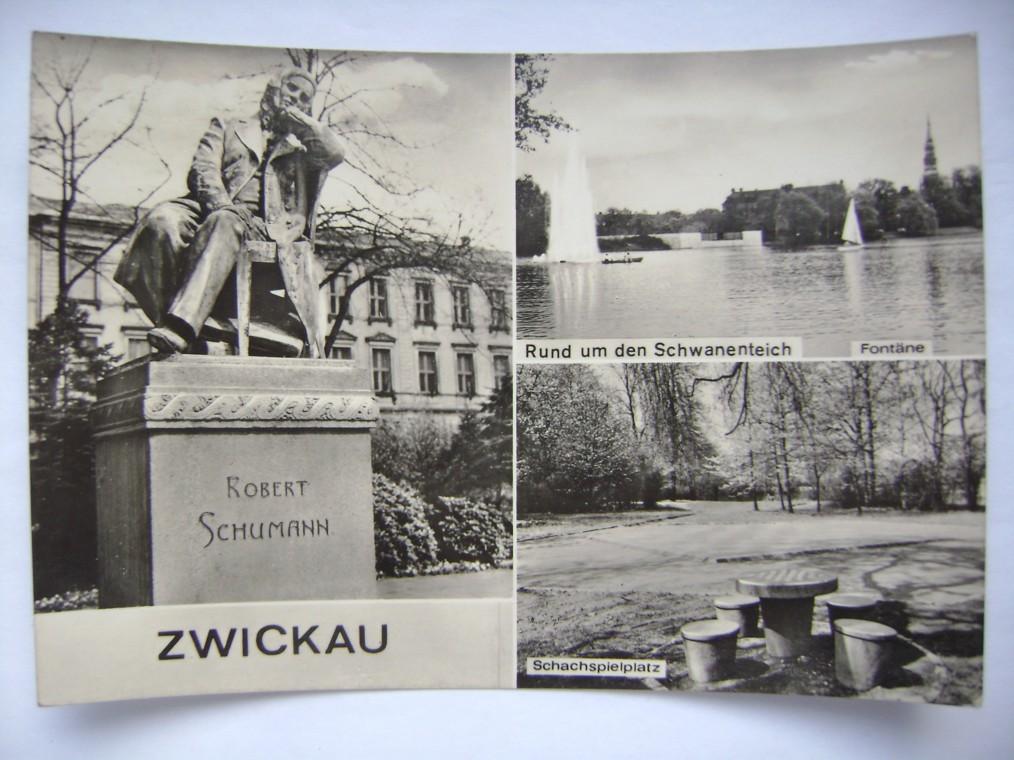 ROBERT
SCHUMANN
ZWICKAU
Rund um den Schwanenteich
Fontäne
Schachspielplatz